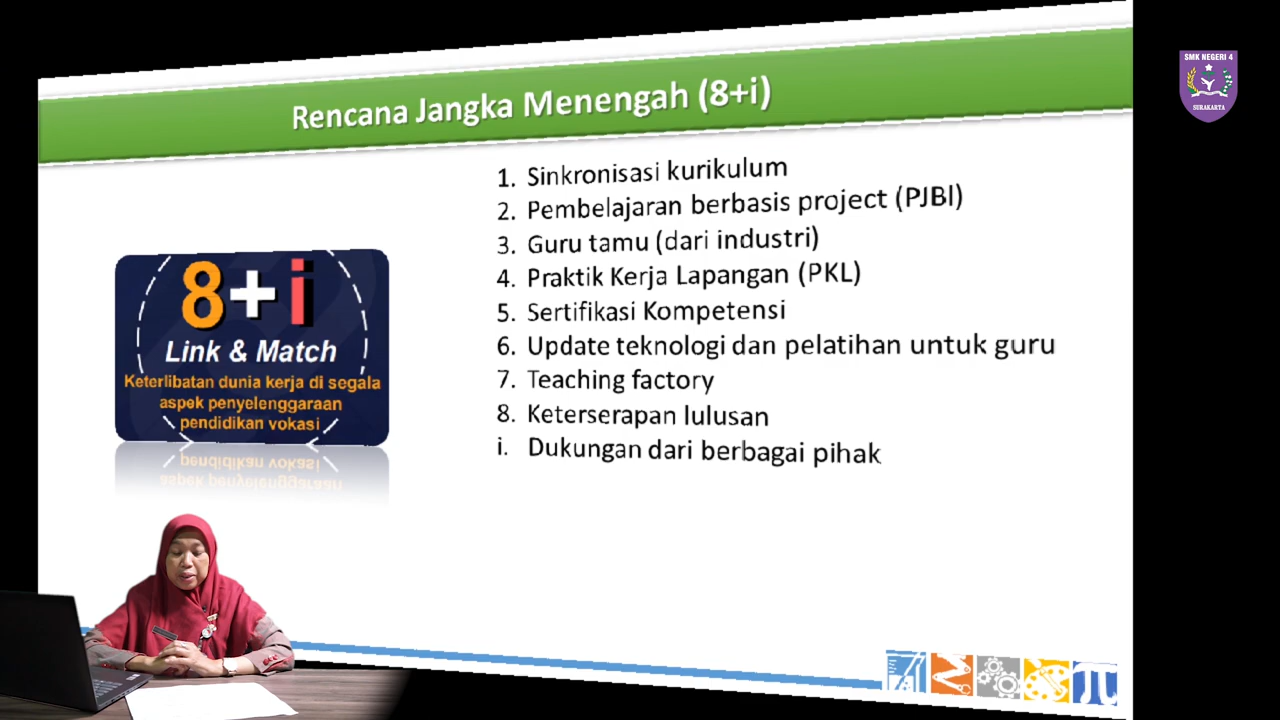 Rencana Jangka Menengah (8+i)
SMK NEGERI 4
SURAKARTA
1. Sinkronisasi kurikulum
2. Pembelajaran berbasis project (PJBl)
3. Guru tamu (dari industri)
4. Praktik Kerja Lapangan (PKL)
5. Sertifikasi Kompetensi
6. Update teknologi dan pelatihan untuk guru
7. Teaching factory
8. Keterserapan lulusan
i. Dukungan dari berbagai pihak
8+i
Link & Match
Keterlibatan dunia kerja di segala
aspek penyelenggaraan
pendidikan vokasi